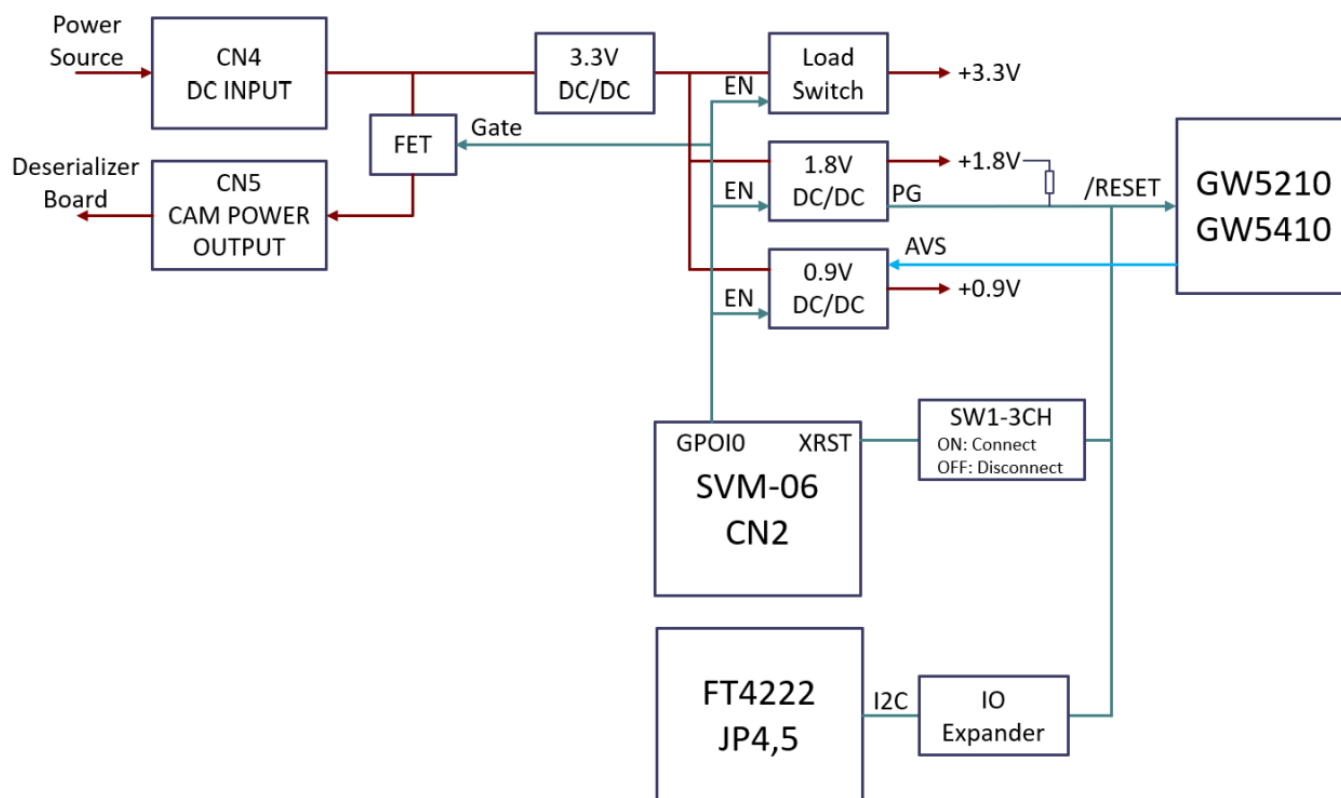 Power
Source
CN4
DC INPUT
3.3V
DC/DC
Load
Switch
+3.3V
EN
FET
Gate
Deserializer
Board
CN5
CAM POWER
OUTPUT
1.8V
DC/DC
+1.8V
EN
PG
/RESET
GW5210
GW5410
AVS
0.9V
DC/DC
+0.9V
EN
GPOI0
XRST
SVM-06
CN2
SW1-3CH
ON: Connect
OFF: Disconnect
FT4222
JP4,5
I2C
IO
Expander